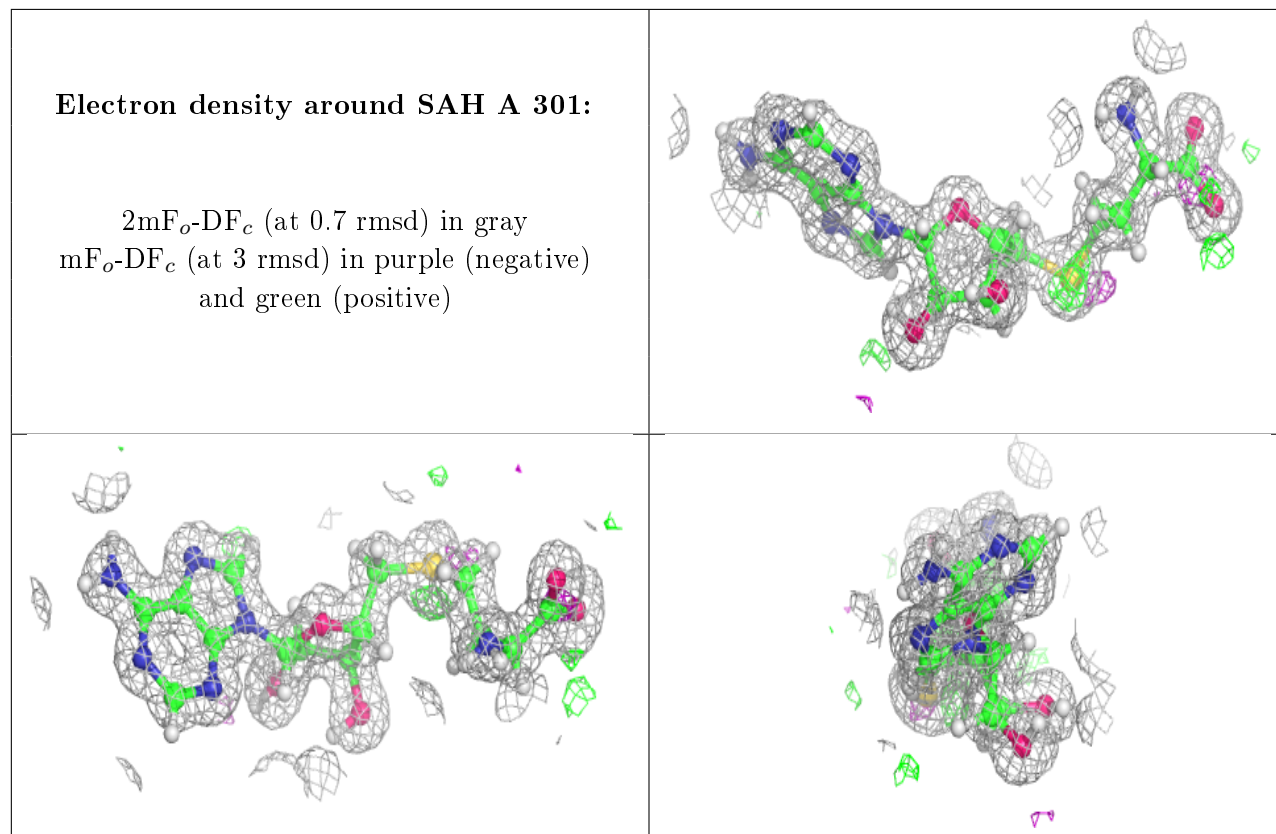 Electron density around SAH A 301:
2mFo-DFc (at 0.7 rmsd) in gray
mFo-DFc (at 3 rmsd) in purple (negative)
and green (positive)